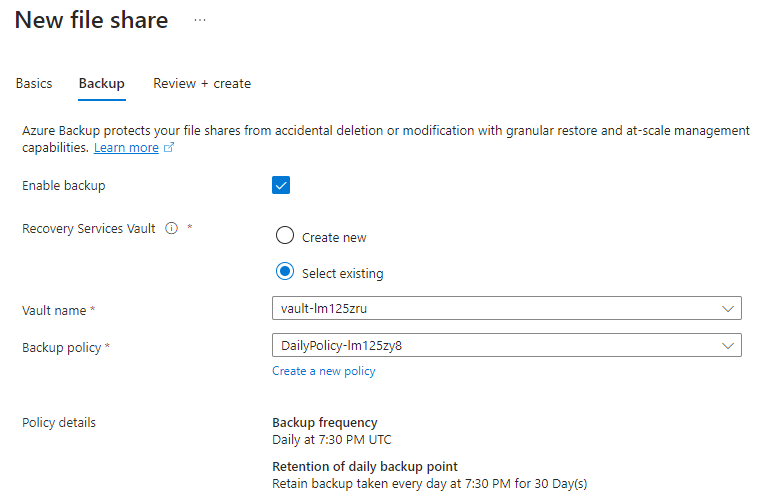 New file share ...
Basics Backup Review + create
Azure Backup protects your file shares from accidental deletion or modification with granular restore and at-scale management
capabilities. Learn more
Enable backup
Recovery Services Vault *
Create new
Select existing
Vault name * vault-lm125zru
Backup policy * DailyPolicy-lm125zy8
Create a new policy
Policy details Backup frequency
Daily at 7:30 PM UTC
Retention of daily backup point
Retain backup taken every day at 7:30 PM for 30 Day(s)